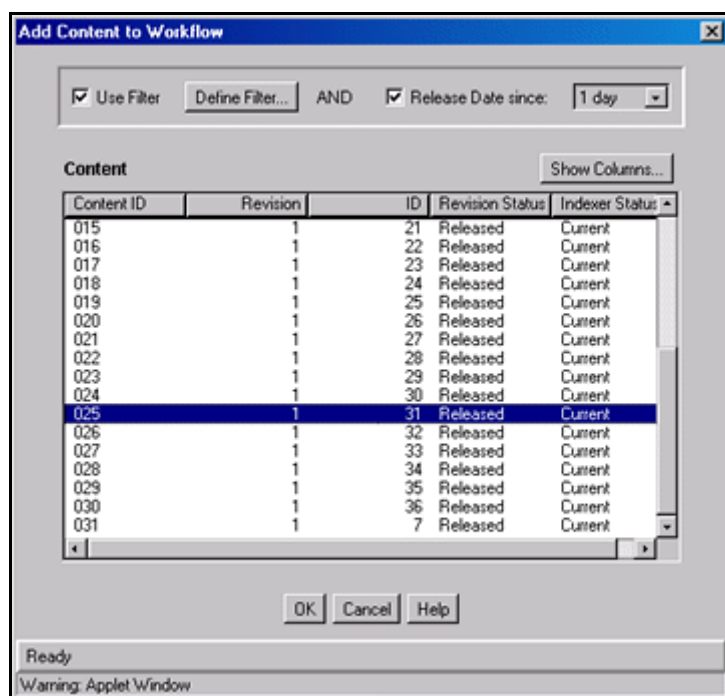 Add Content to Workflow
Use Filter Define Filter... AND Release Date since: 1 day
Content Show Columns...
Content ID Revision ID Revision Status Indexer Status
015 1 21 Released Current
016 1 22 Released Current
017 1 23 Released Current
018 1 24 Released Current
019 1 25 Released Current
020 1 26 Released Current
021 1 27 Released Current
022 1 28 Released Current
023 1 29 Released Current
024 1 30 Released Current
025 1 31 Released Current
026 1 32 Released Current
027 1 33 Released Current
028 1 34 Released Current
029 1 35 Released Current
030 1 36 Released Current
031 1 7 Released Current
OK Cancel Help
Ready
Warning: Applet Window